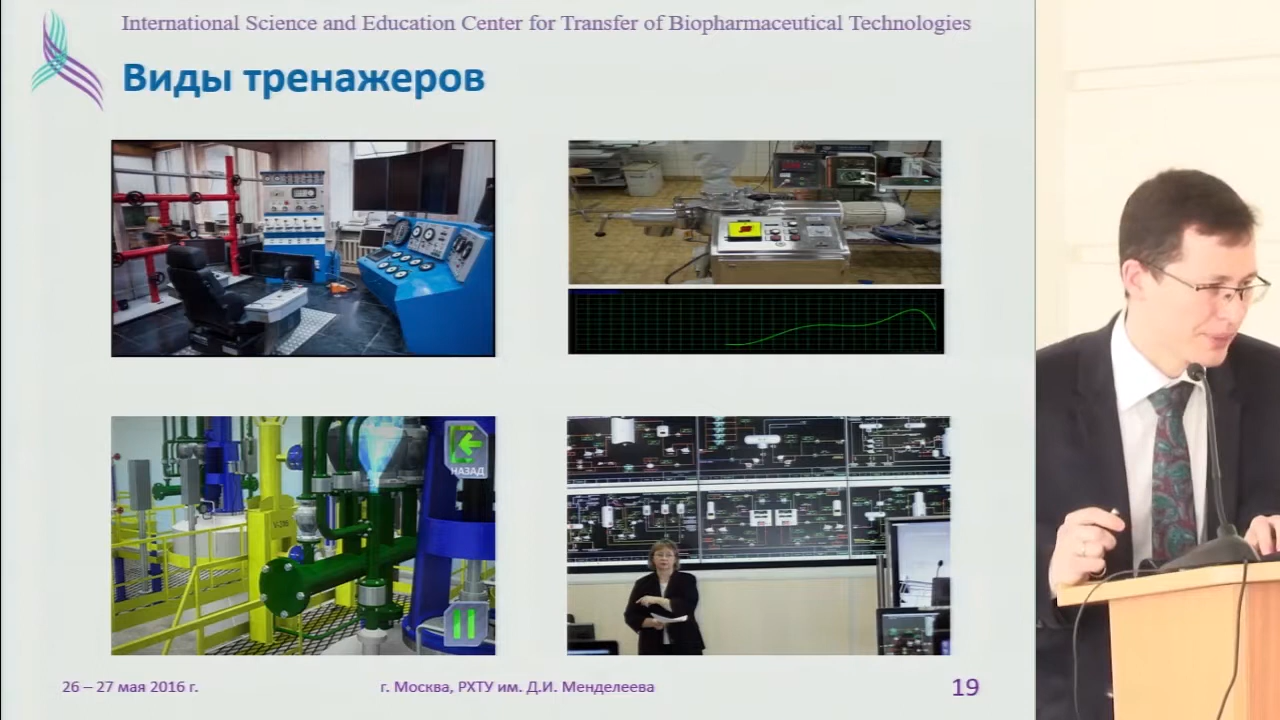 International Science and Education Center for Transfer of Biopharmaceutical Technologies
Виды тренажеров
НАЗАД
26 – 27 мая 2016 г.
г. Москва, РХТУ им. Д.И. Менделеева
19